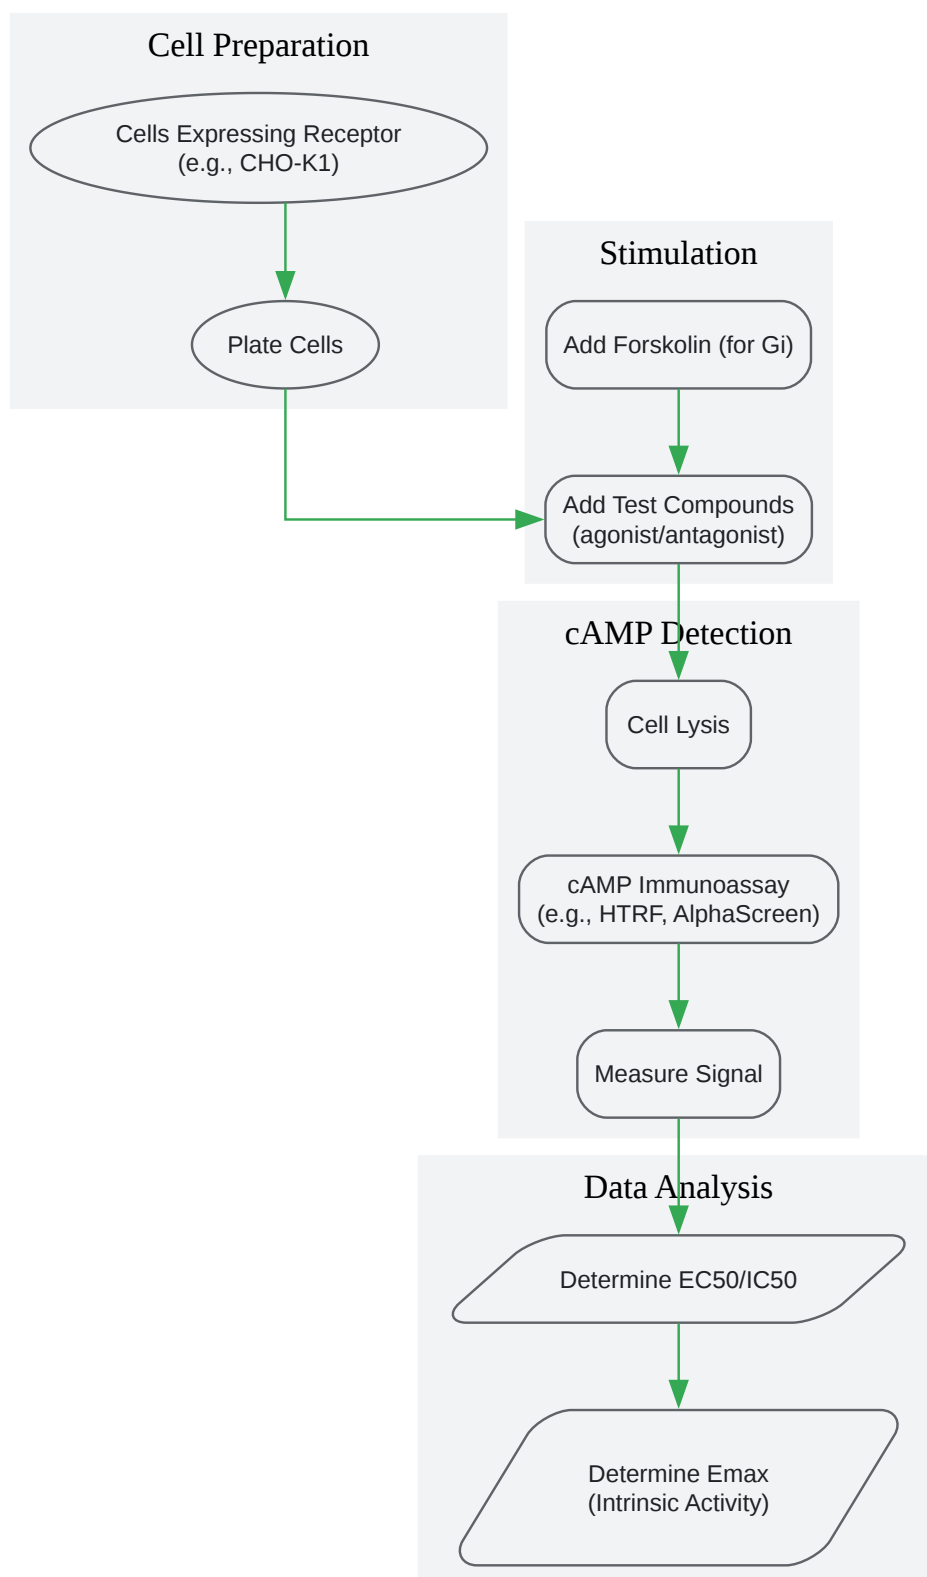 Cell Preparation
Cells Expressing Receptor
(e.g., CHO-K1)
Plate Cells
Stimulation
Add Forskolin (for Gi)
Add Test Compounds
(agonist/antagonist)
cAMP Detection
Cell Lysis
cAMP Immunoassay
(e.g., HTRF, AlphaScreen)
Measure Signal
Data Analysis
Determine EC50/IC50
Determine Emax
(Intrinsic Activity)